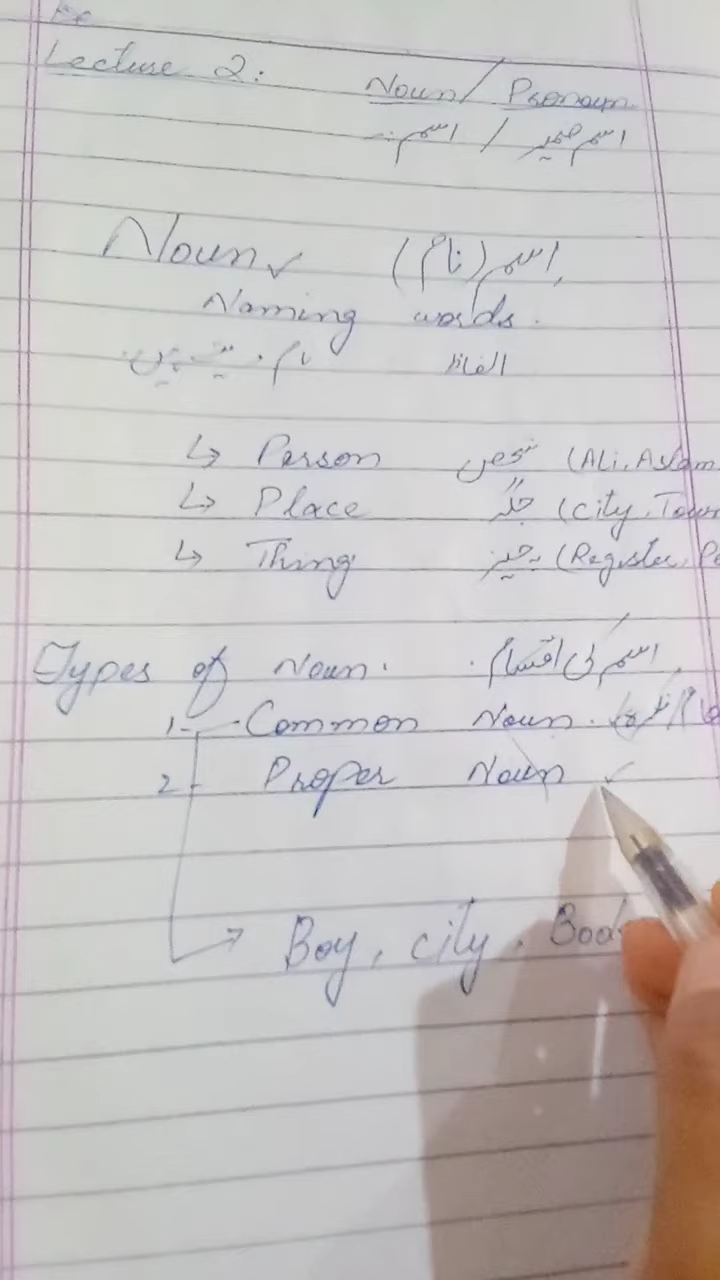 Lecture 2: Noun / Pronoun
اسم / اسم ضمیر
Noun ✓ اسم (نام)
Naming words.
نام الفاظ
↳ Person شخص (Ali, Aslam
↳ Place جگہ (City, Town
↳ Thing چیز (Register, Pe
Types of Noun. اسم کی اقسام
1- Common Noun.
2- Proper Noun ✓
→ Boy, city, Boo